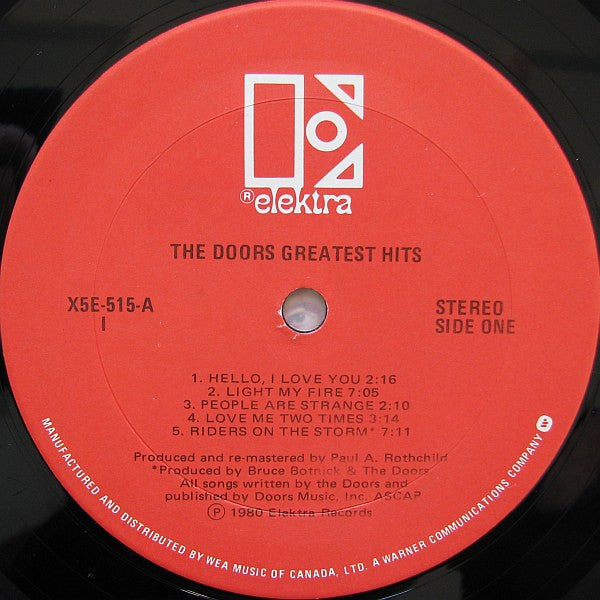 ® elektra
THE DOORS GREATEST HITS
X5E-515-A
I
STEREO
SIDE ONE
1. HELLO, I LOVE YOU 2:16
2. LIGHT MY FIRE 7:05
3. PEOPLE ARE STRANGE 2:10
4. LOVE ME TWO TIMES 3:14
5. RIDERS ON THE STORM* 7:11
Produced and re-mastered by Paul A. Rothchild
*Produced by Bruce Botnick & The Doors
All songs written by the Doors and
published by Doors Music, Inc. ASCAP
Ⓟ 1980 Elektra Records
MANUFACTURED AND DISTRIBUTED BY WEA MUSIC OF CANADA, LTD. A WARNER COMMUNICATIONS COMPANY